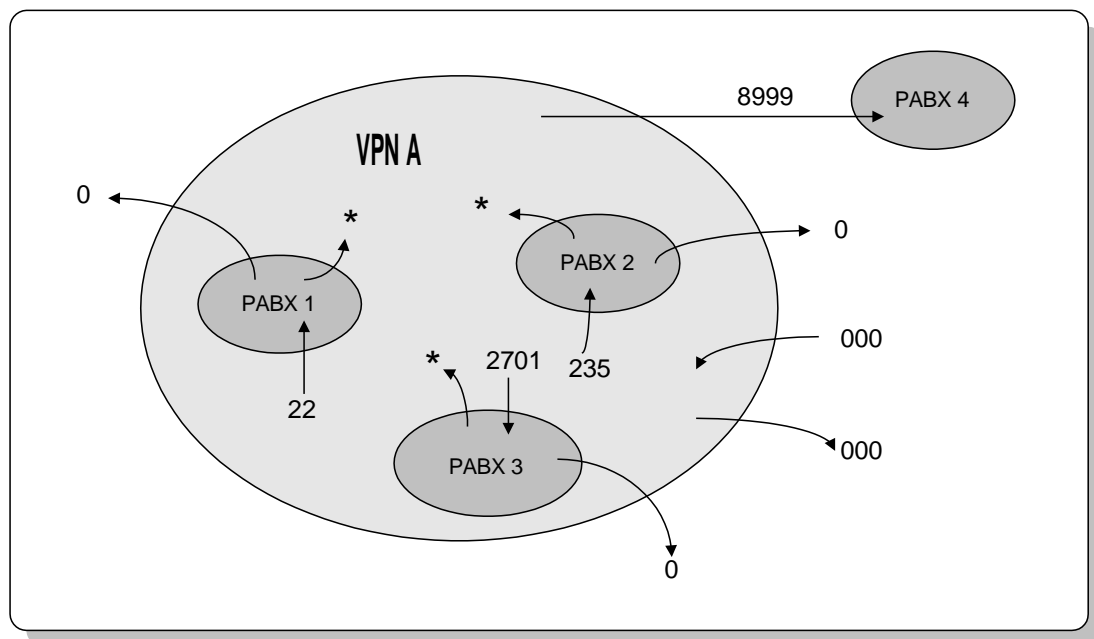 8999
PABX 4
VPN A
0
*
*
0
PABX 2
PABX 1
000
*
2701
235
22
000
PABX 3
0